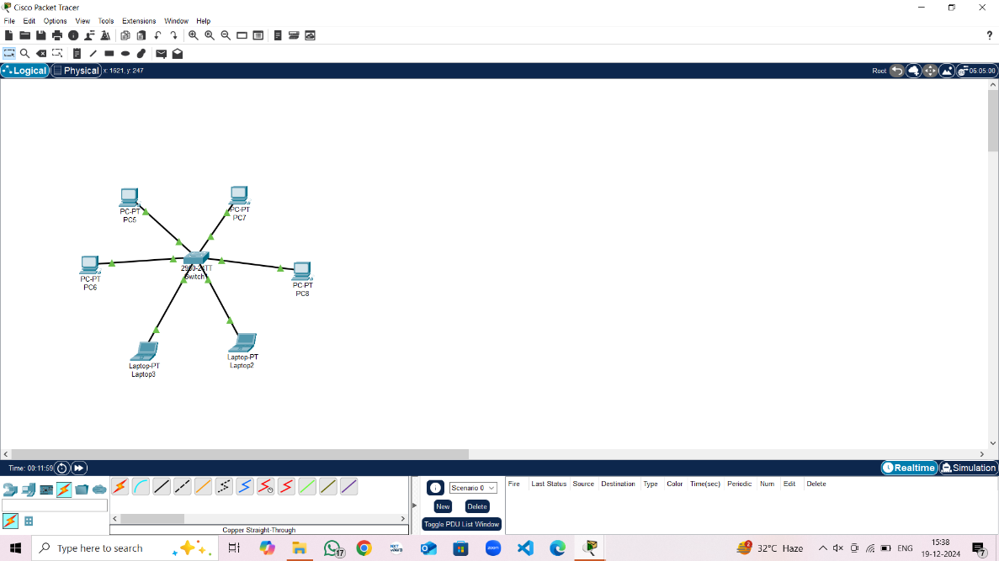 Cisco Packet Tracer
File Edit Options View Tools Extensions Window Help
?
Logical Physical x: 1621, y: 247 Root 06:05:00
PC-PT
PC5
PC-PT
PC7
2960-24TT
Switch
PC-PT
PC6
PC-PT
PC8
Laptop-PT
Laptop3
Laptop-PT
Laptop2
Time: 00:11:59 Realtime Simulation
Scenario 0
New Delete
Toggle PDU List Window
Fire Last Status Source Destination Type Color Time(sec) Periodic Num Edit Delete
Copper Straight-Through
Type here to search
17
zoom
2
32°C Haze
ENG
15:38
19-12-2024
7